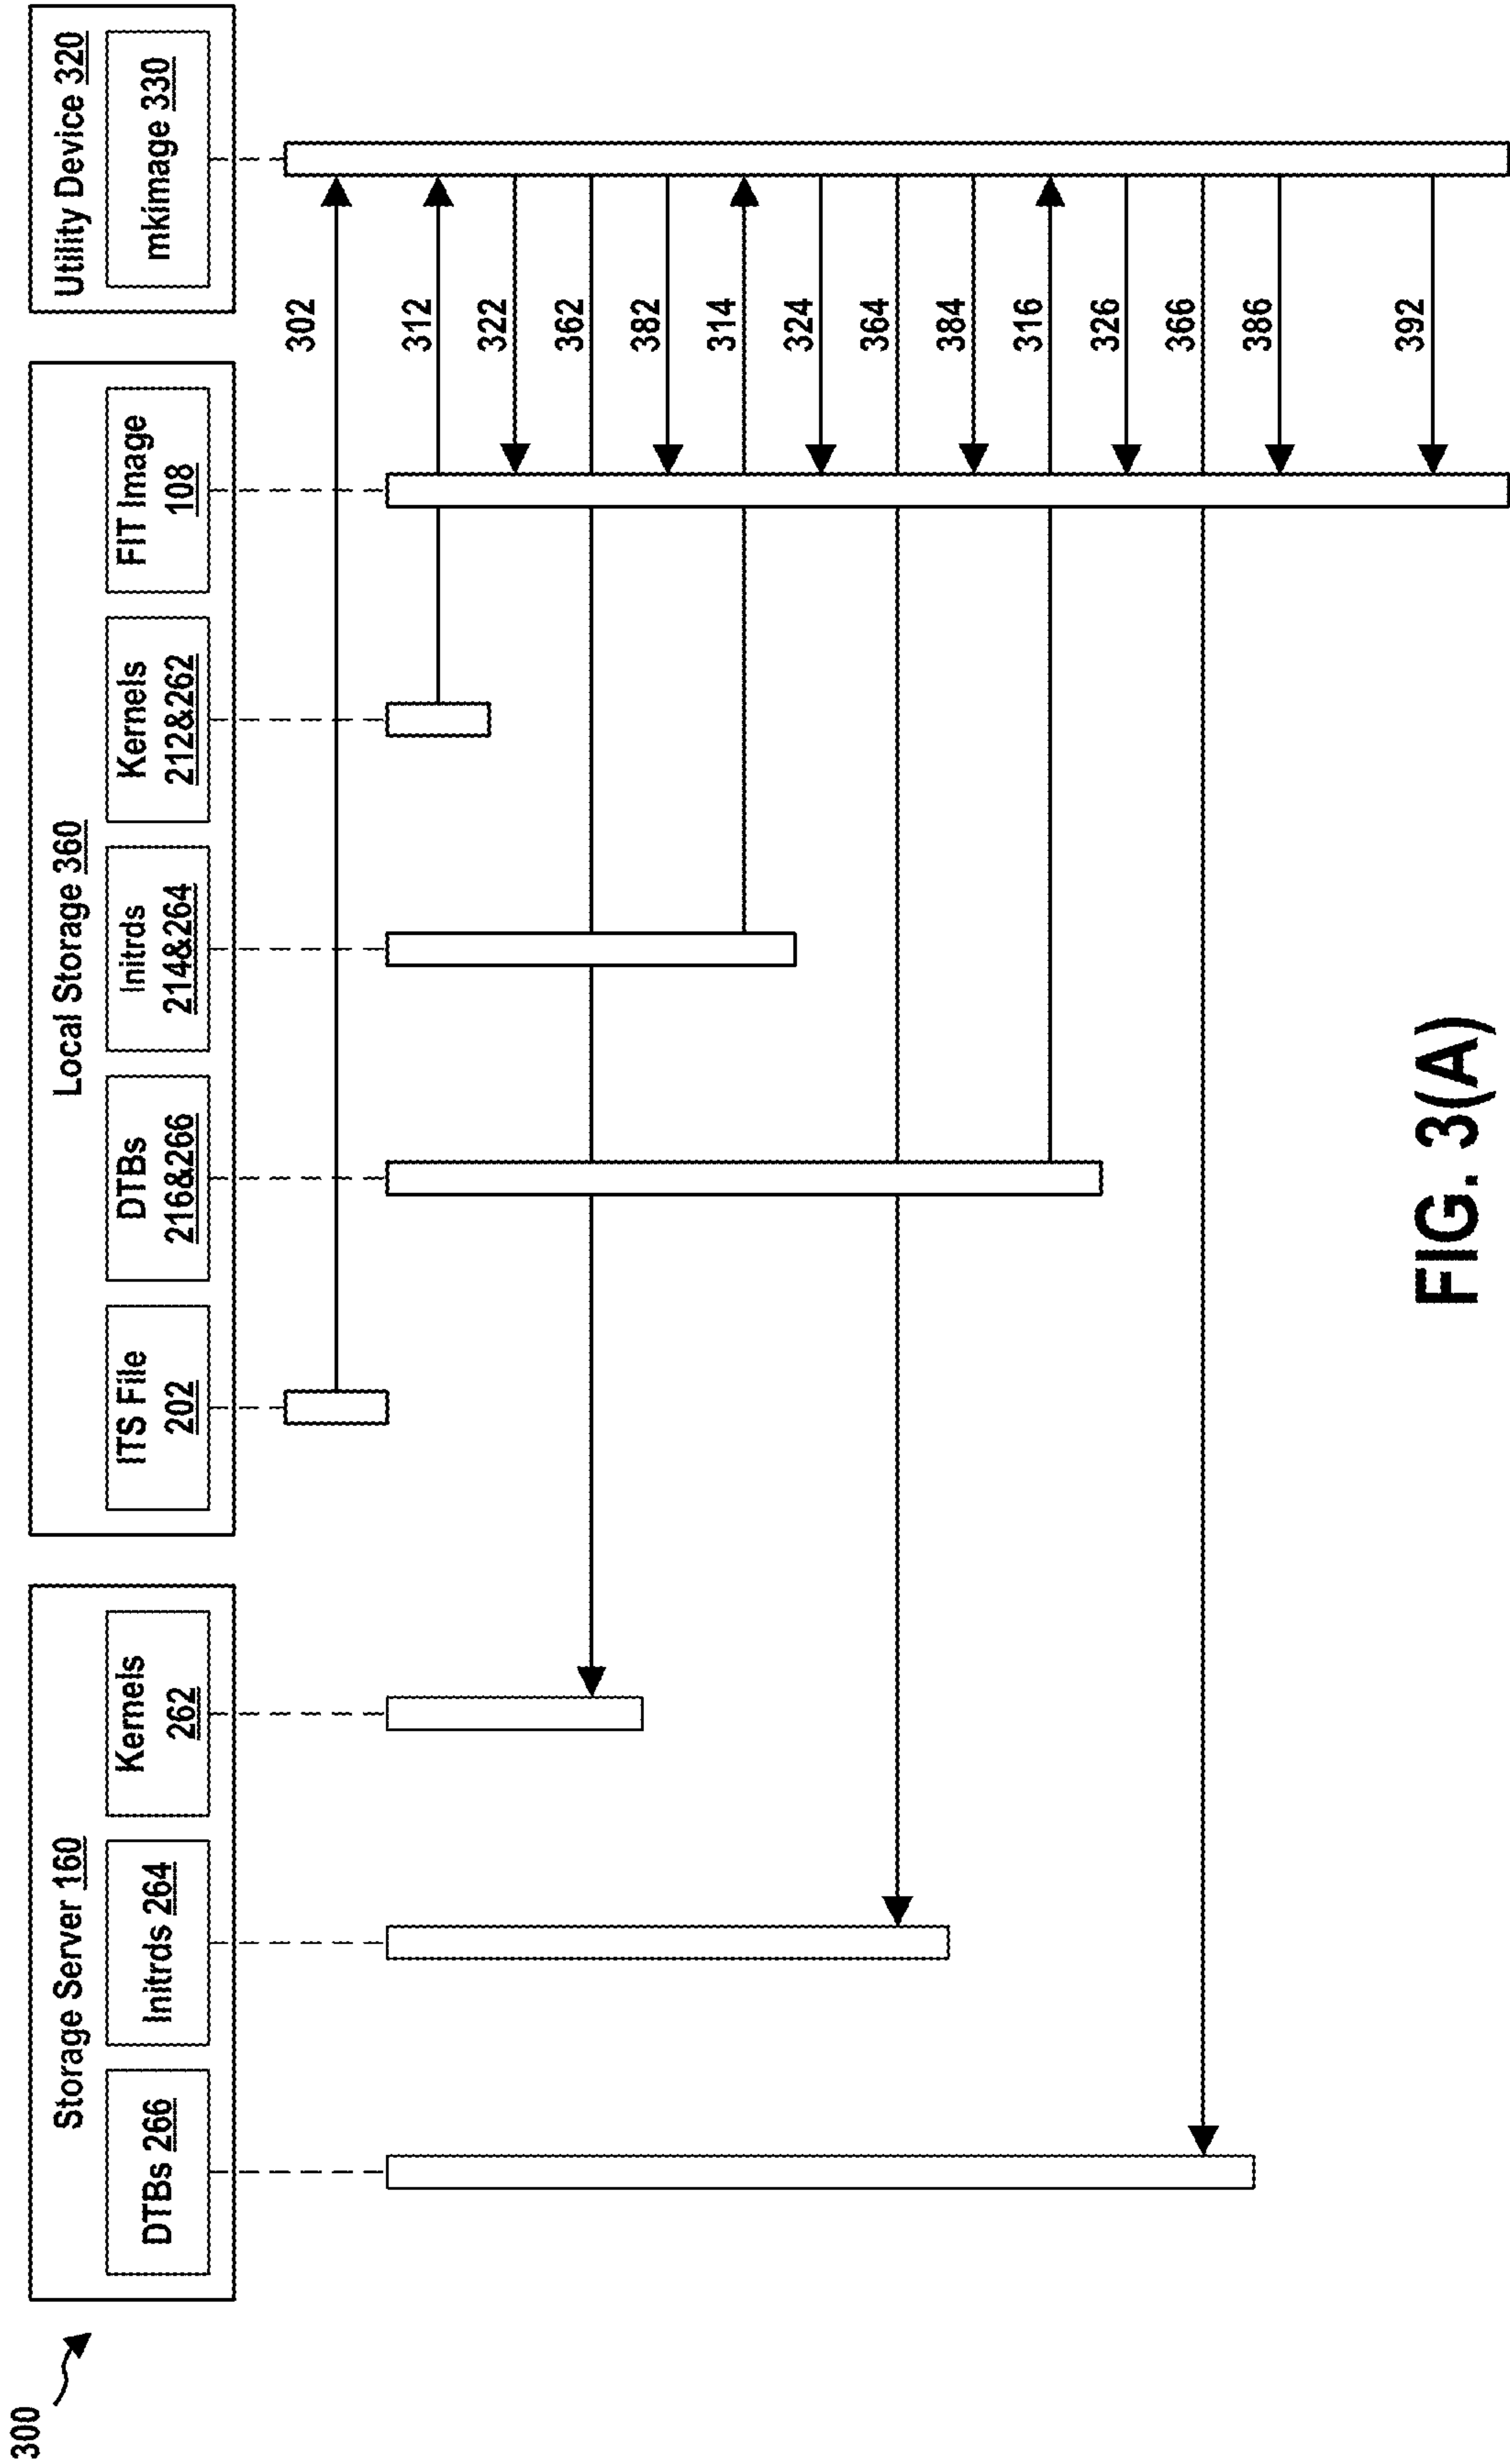 300
Storage Server 160
DTBs 266
Initrds 264
Kernels
262
Local Storage 360
ITS File
202
DTBs
216&266
Initrds
214&264
Kernels
212&262
FIT Image
108
Utility Device 320
mkimage 330
302
312
322
362
382
314
324
364
384
316
326
366
386
392
FIG. 3(A)